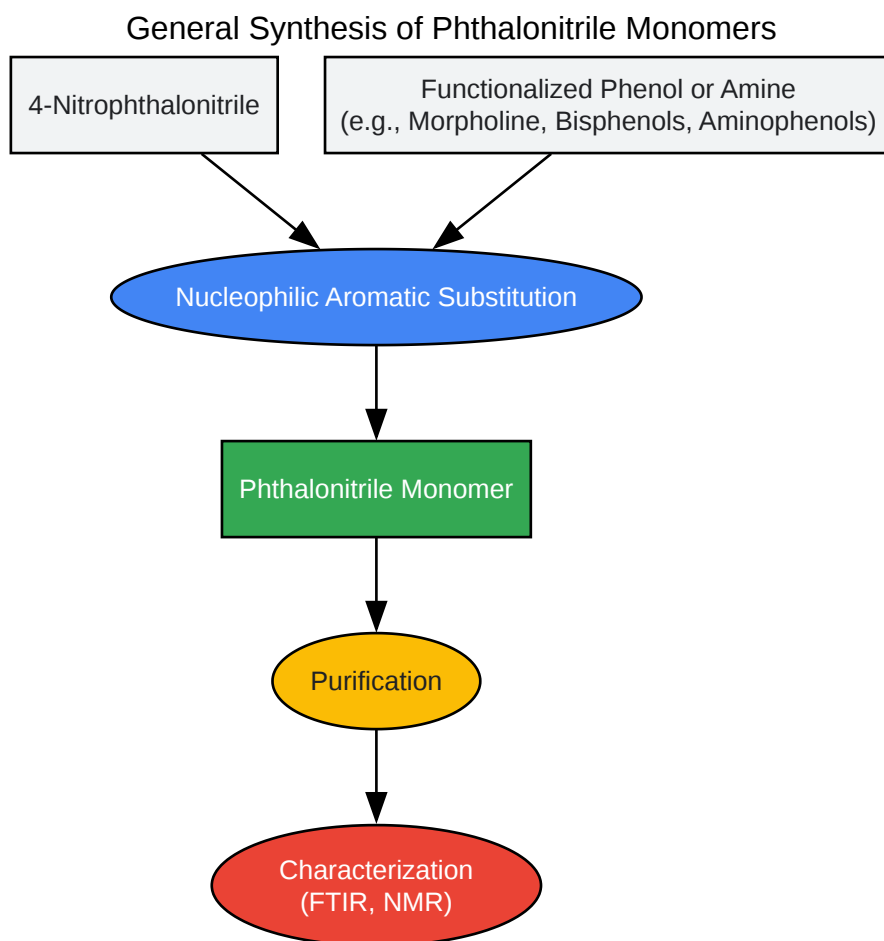 General Synthesis of Phthalonitrile Monomers
4-Nitrophthalonitrile
Functionalized Phenol or Amine
(e.g., Morpholine, Bisphenols, Aminophenols)
Nucleophilic Aromatic Substitution
Phthalonitrile Monomer
Purification
Characterization
(FTIR, NMR)